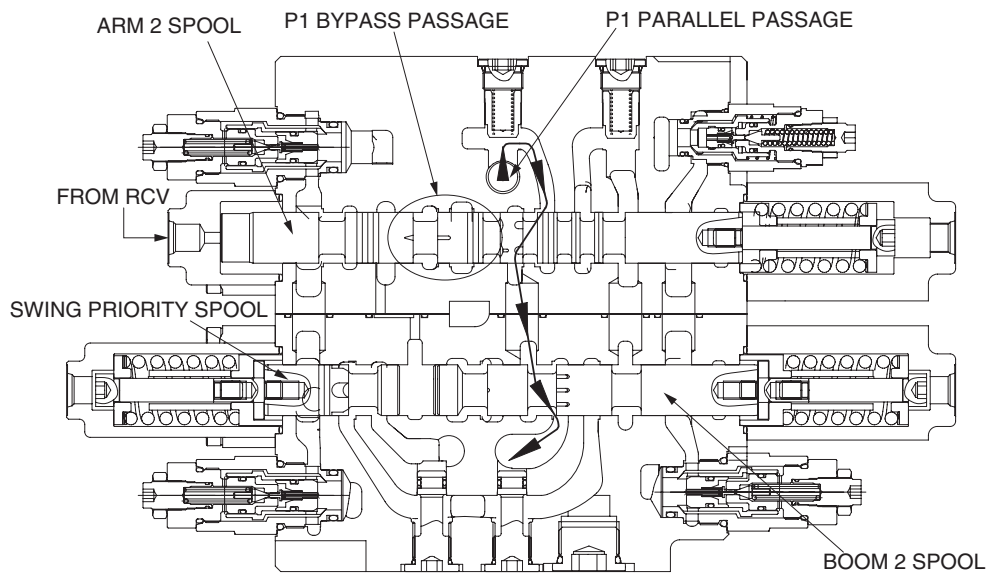 ARM 2 SPOOL
P1 BYPASS PASSAGE
P1 PARALLEL PASSAGE
FROM RCV
SWING PRIORITY SPOOL
BOOM 2 SPOOL